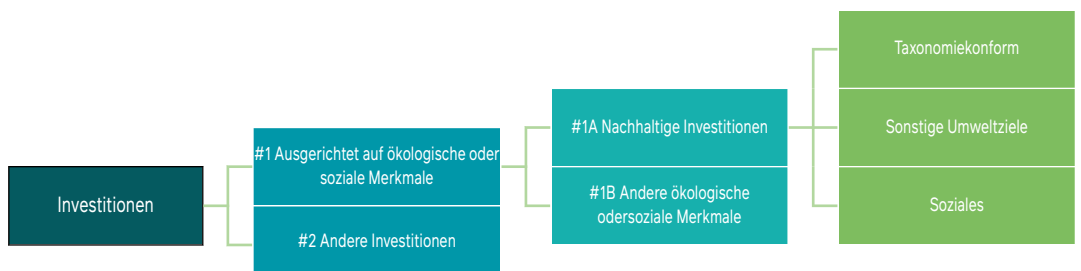 Investitionen
#1 Ausgerichtet auf ökologische oder
soziale Merkmale
#2 Andere Investitionen
#1A Nachhaltige Investitionen
#1B Andere ökologische
odersoziale Merkmale
Taxonomiekonform
Sonstige Umweltziele
Soziales